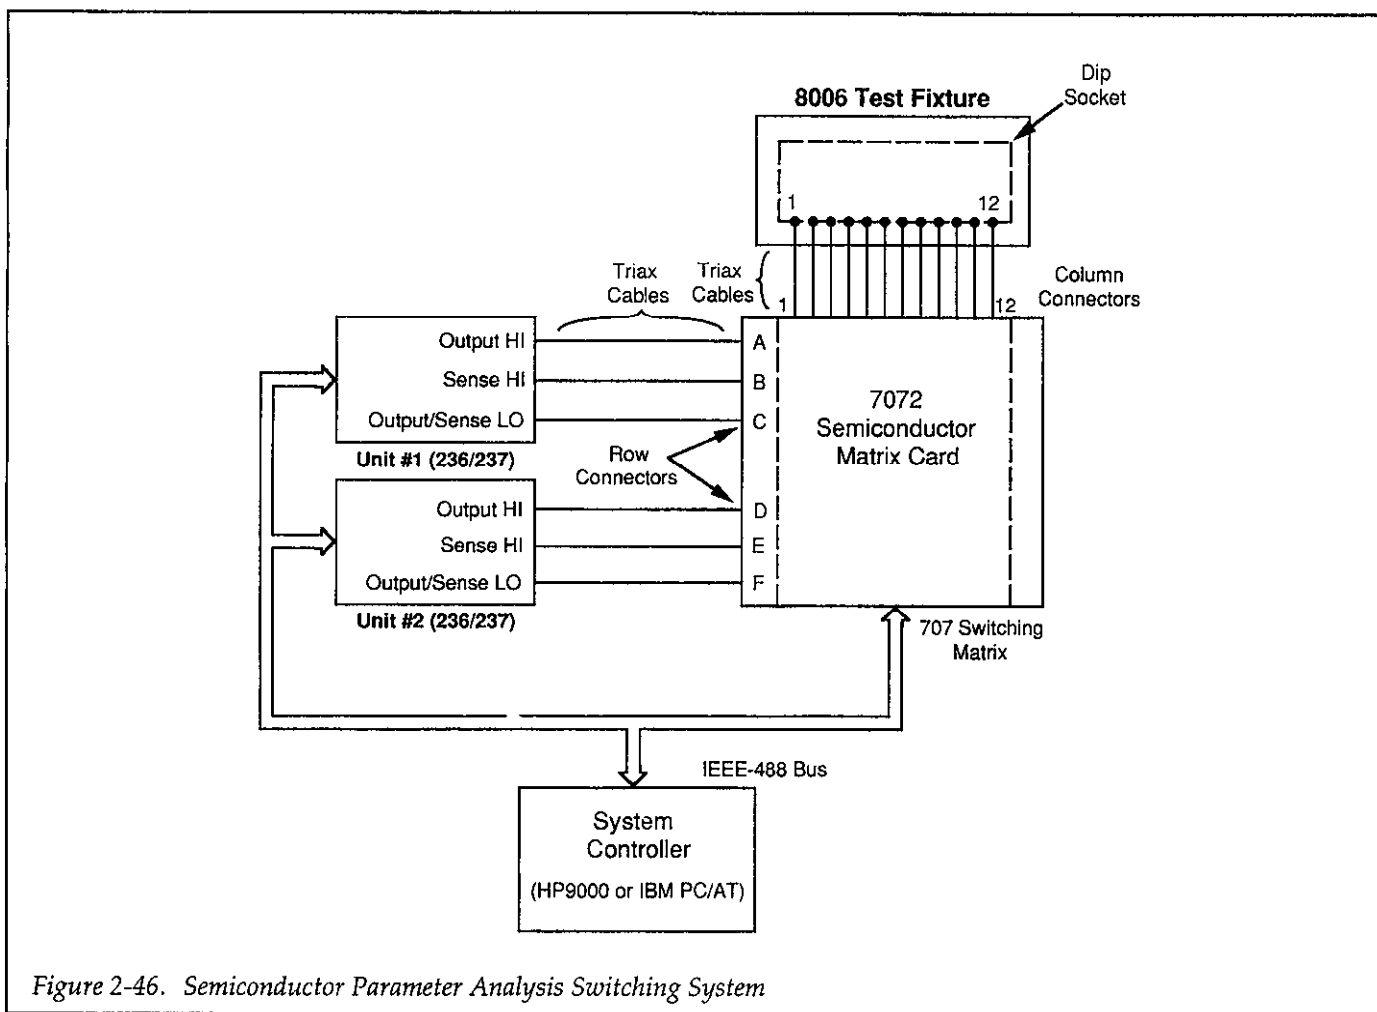 Dip
Socket
8006 Test Fixture
1
12
Triax
Cables
Triax
Cables
1
12
Column
Connectors
Output HI
Sense HI
Output/Sense LO
Unit #1 (236/237)
A
B
C
7072
Semiconductor
Matrix Card
Row
Connectors
Output HI
Sense HI
Output/Sense LO
Unit #2 (236/237)
D
E
F
707 Switching
Matrix
IEEE-488 Bus
System
Controller
(HP9000 or IBM PC/AT)
Figure 2-46. Semiconductor Parameter Analysis Switching System